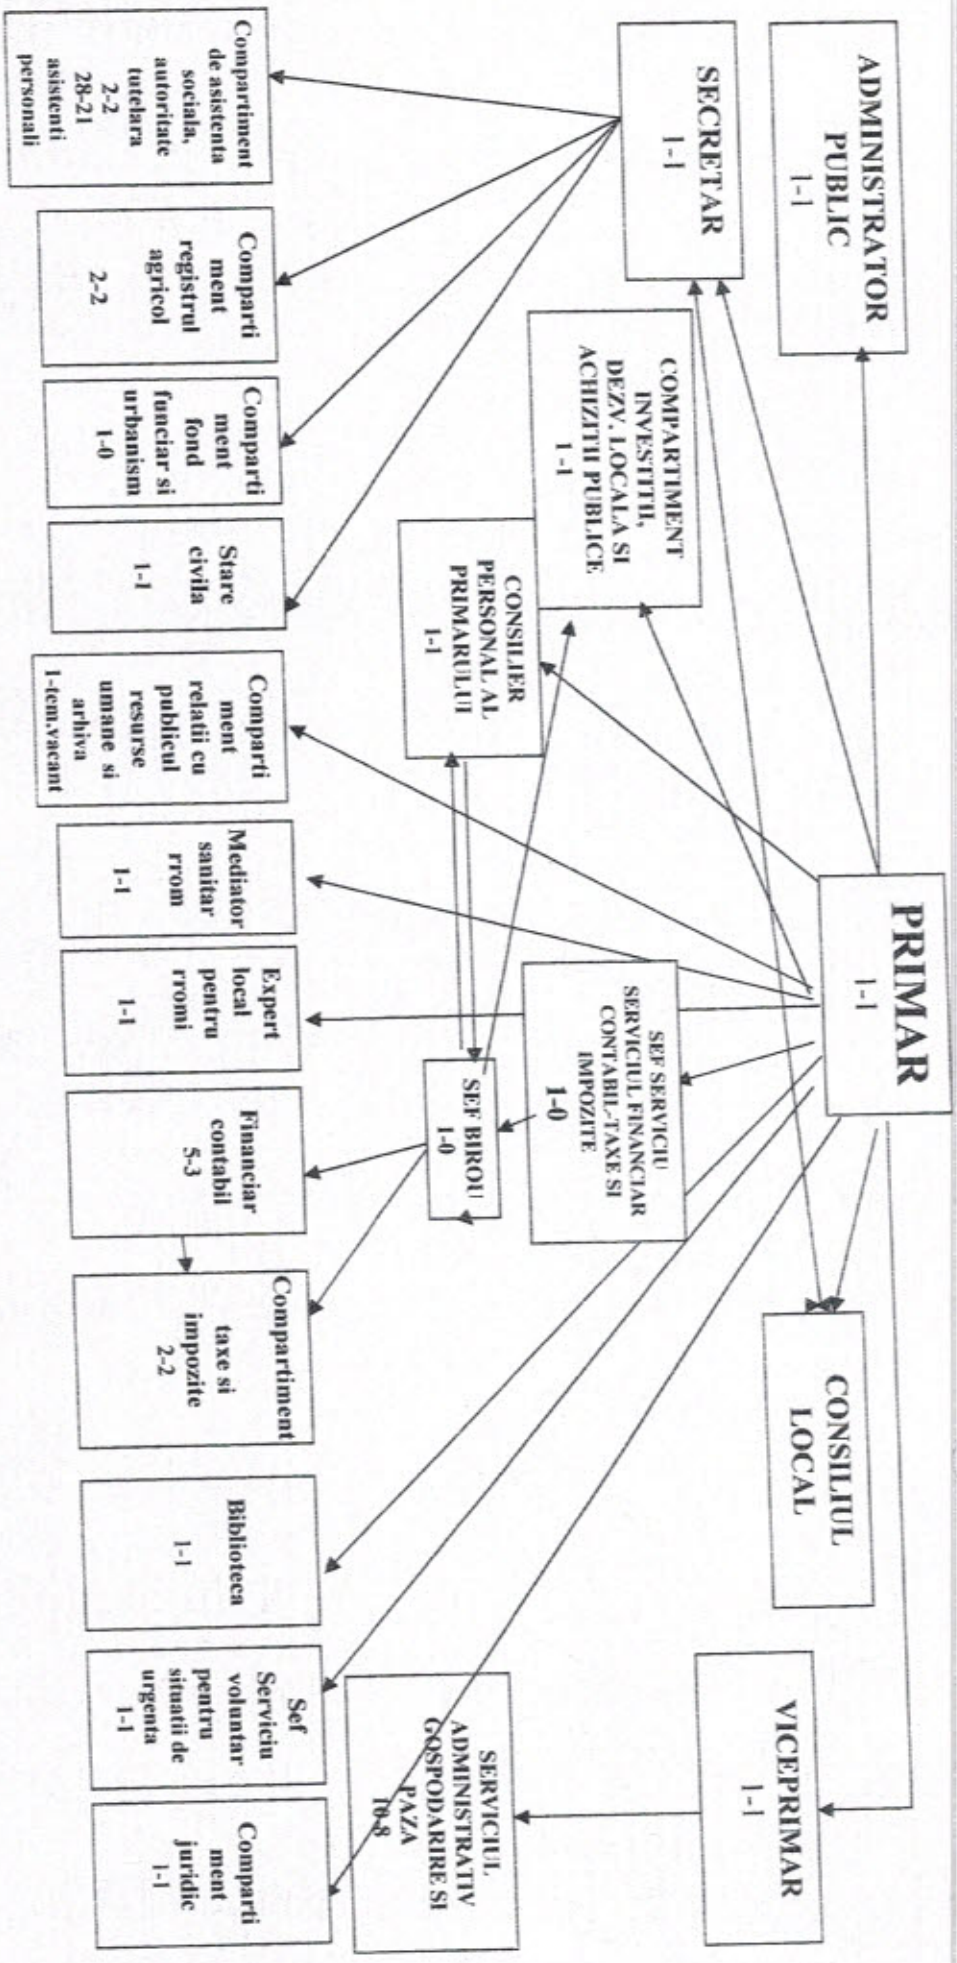 PRIMAR
1-1
ADMINISTRATOR
PUBLIC
1-1
CONSILIUL
LOCAL
VICEPRIMAR
1-1
SECRETAR
1-1
COMPARTIMENT
INVESTITII,
DEZV. LOCALA SI
ACHIZITII PUBLICE
1-1
SEF SERVICIU
SERVICIUL FINANCIAR
CONTABIL-TAXE SI
IMPOZITE
1-0
CONSILIER
PERSONAL AL
PRIMARULUI
1-1
SEF BIROU
1-0
SERVICIUL
ADMINISTRATIV
GOSPODARIRE SI
PAZA
10-8
Compartiment
de asistenta
sociala,
autoritate
tutelara
2-2
28-21
asistenti
personali
Comparti
ment
registrul
agricol
2-2
Comparti
ment
fond
funciar si
urbanism
1-0
Stare
civila
1-1
Comparti
ment
relatii cu
publicul
resurse
umane si
arhiva
1-tem.vacant
Mediator
sanitar
rrom
1-1
Expert
local
pentru
rromi
1-1
Financiar
contabil
5-3
Compartiment
taxe si
impozite
2-2
Biblioteca
1-1
Sef
Serviciu
voluntar
pentru
situatii de
urgenta
1-1
Comparti
ment
juridic
1-1